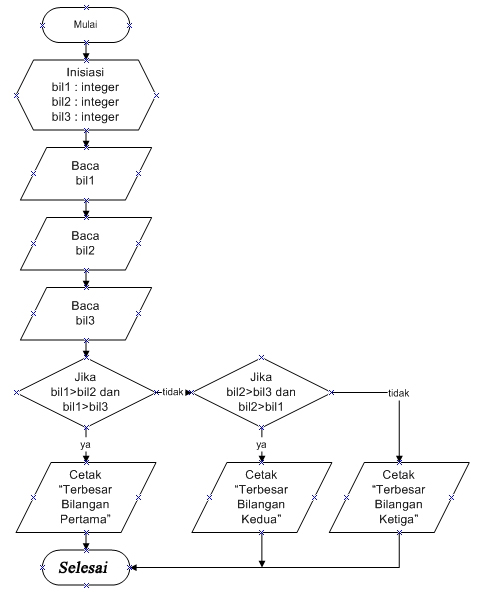 Mulai
Inisiasi
bil1 : integer
bil2 : integer
bil3 : integer
Baca
bil1
Baca
bil2
Baca
bil3
Jika
bil1>bil2 dan
bil1>bil3
tidak
Jika
bil2>bil3 dan
bil2>bil1
tidak
ya
ya
Cetak
“Terbesar
Bilangan
Pertama”
Cetak
“Terbesar
Bilangan
Kedua”
Cetak
“Terbesar
Bilangan
Ketiga”
Selesai